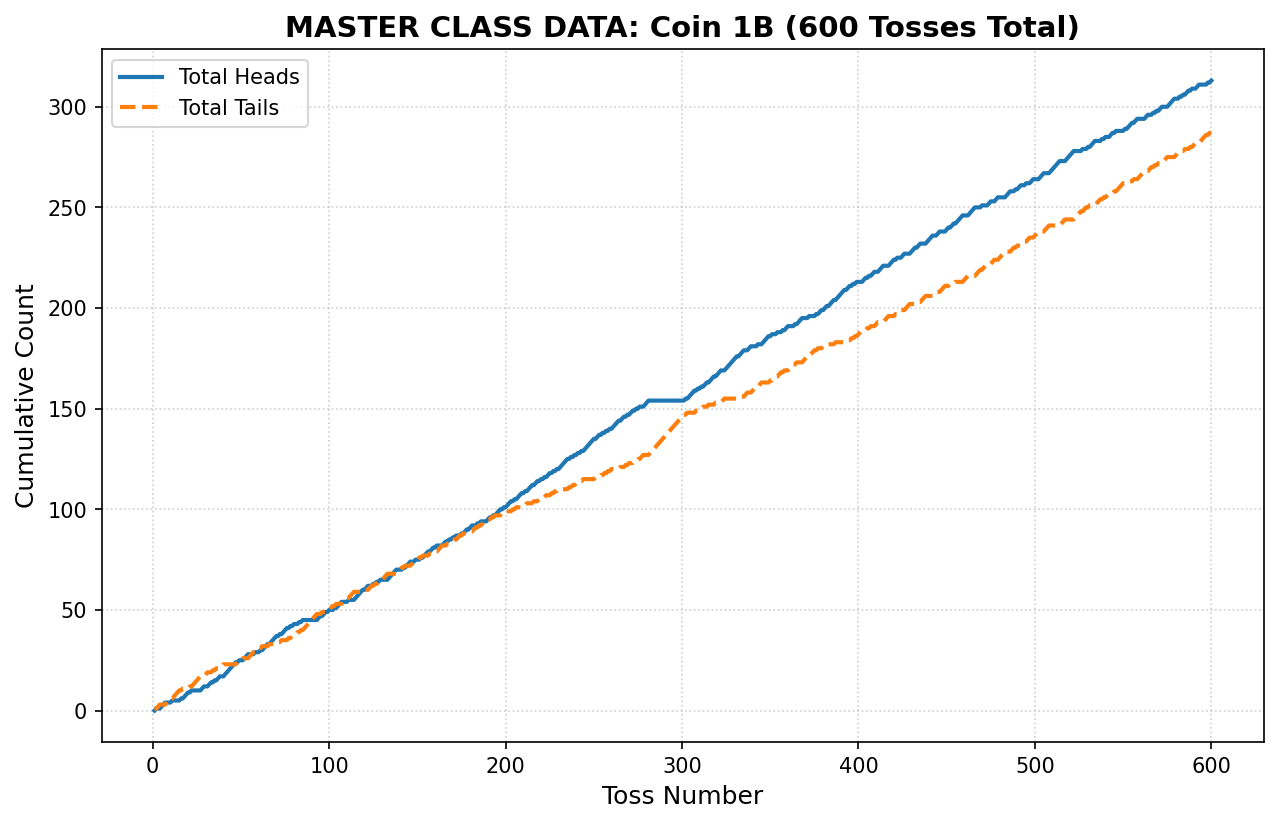 MASTER CLASS DATA: Coin 1B (600 Tosses Total)
Total Heads
Total Tails
Cumulative Count
300
250
200
150
100
50
0
0 100 200 300 400 500 600
Toss Number